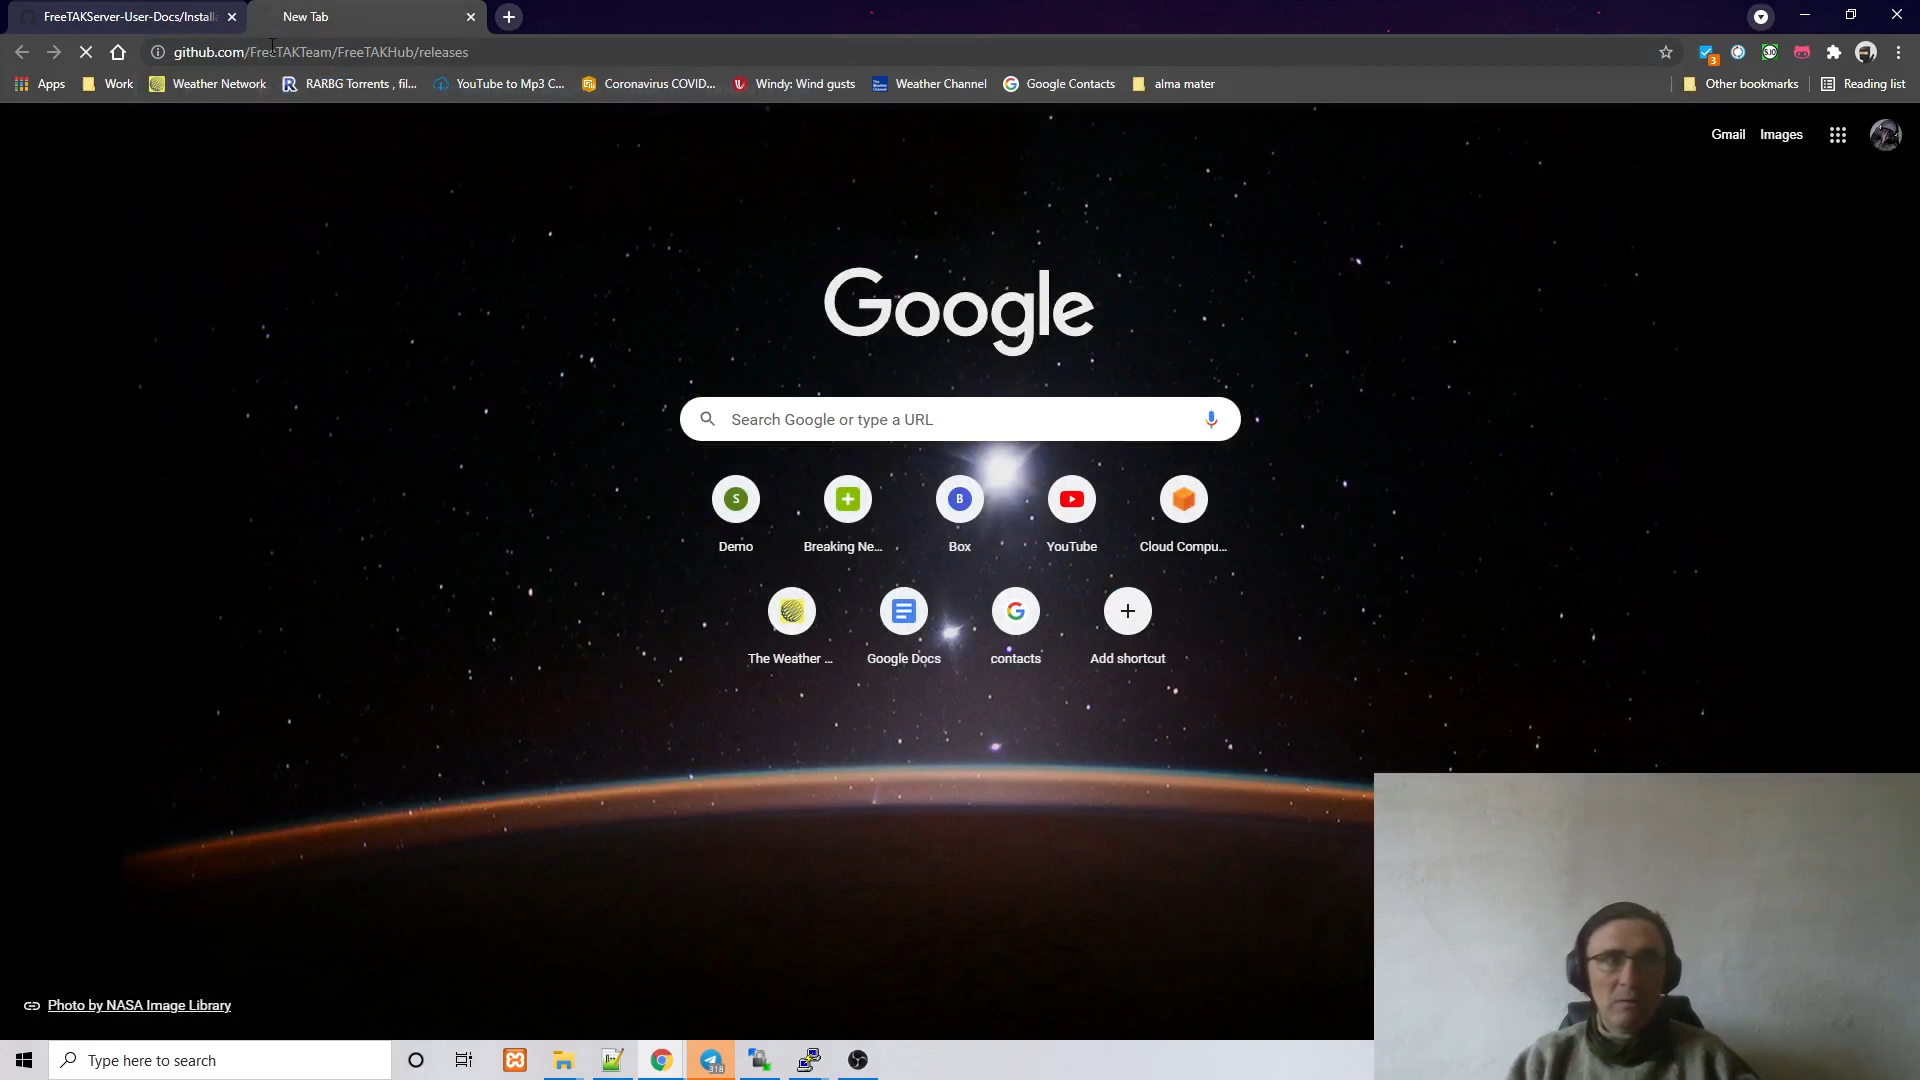 FreeTAKServer-User-Docs/Installa
New Tab
github.com/FreeTAKTeam/FreeTAKHub/releases
3
Apps
Work
Weather Network
RARBG Torrents , fil...
YouTube to Mp3 C...
Coronavirus COVID...
Windy: Wind gusts
Weather Channel
Google Contacts
alma mater
Other bookmarks
Reading list
Gmail
Images
Google
Search Google or type a URL
S
B
Demo
Breaking Ne...
Box
YouTube
Cloud Compu...
The Weather ...
Google Docs
contacts
Add shortcut
Photo by NASA Image Library
Type here to search
318